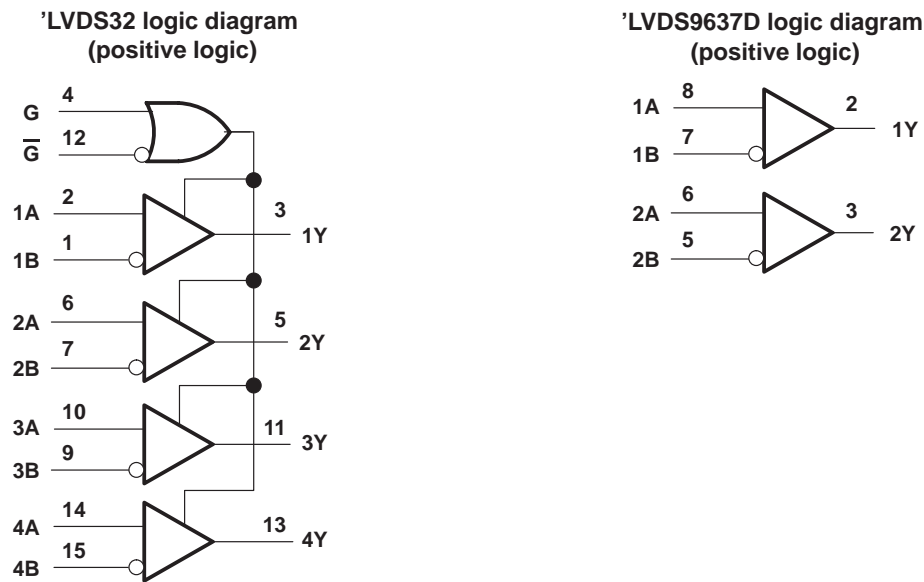 ’LVDS32 logic diagram
(positive logic)
G 4
G̅ 12
1A 2
1B 1
3 1Y
2A 6
2B 7
5 2Y
3A 10
3B 9
11 3Y
4A 14
4B 15
13 4Y
’LVDS9637D logic diagram
(positive logic)
1A 8
1B 7
2 1Y
2A 6
2B 5
3 2Y